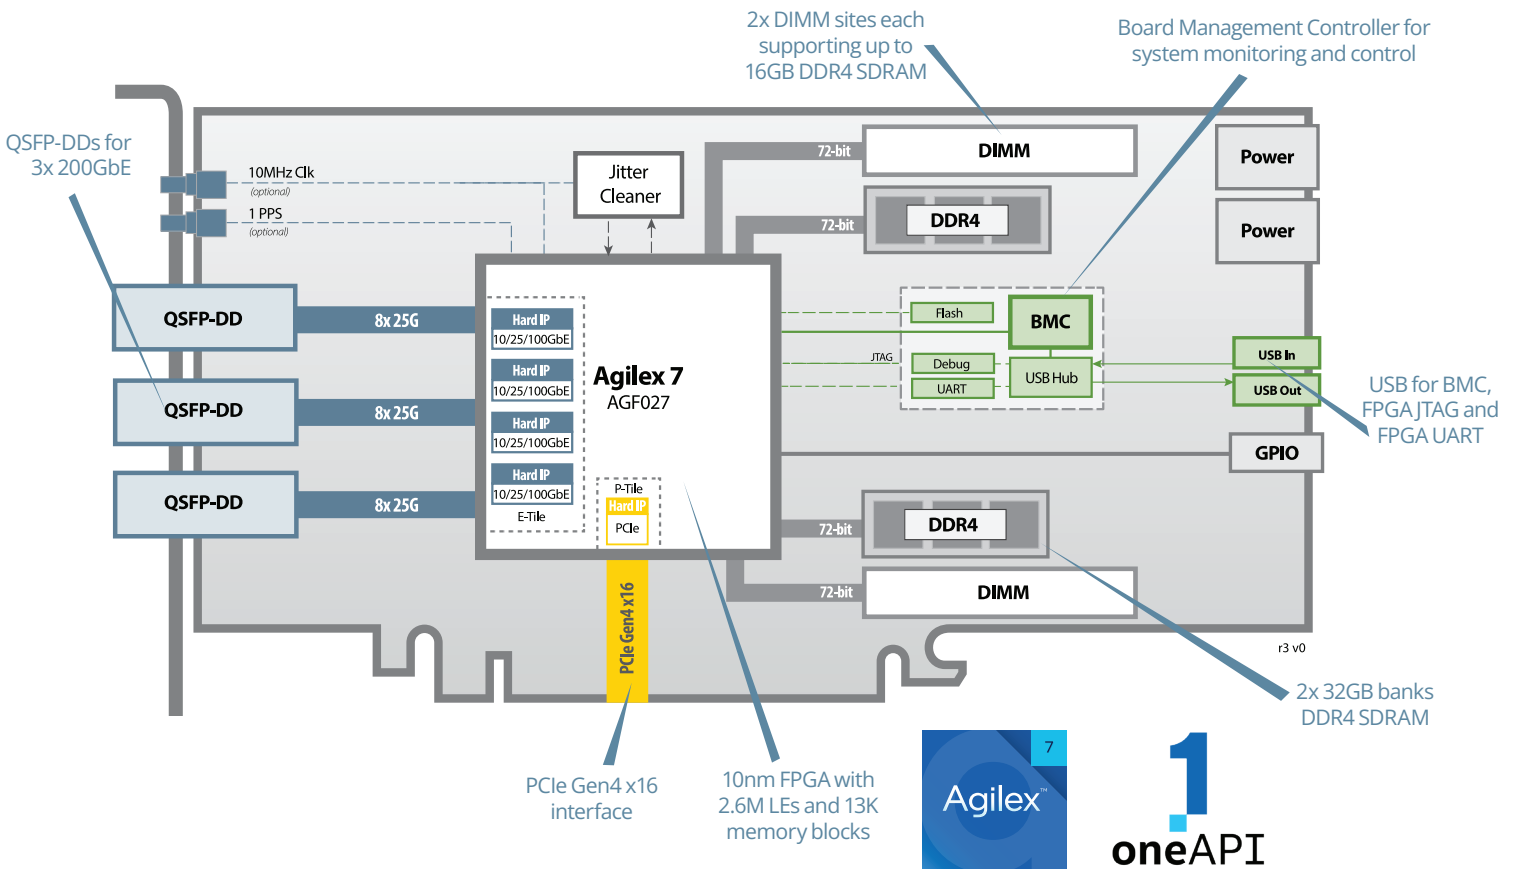 2x DIMM sites each
supporting up to
16GB DDR4 SDRAM
Board Management Controller for
system monitoring and control
QSFP-DDs for
3x 200GbE
10MHz Clk
(optional)
1 PPS
(optional)
Jitter
Cleaner
72-bit
DIMM
72-bit
DDR4
Power
Power
QSFP-DD
8x 25G
QSFP-DD
8x 25G
QSFP-DD
8x 25G
Hard IP
10/25/100GbE
Hard IP
10/25/100GbE
Hard IP
10/25/100GbE
Hard IP
10/25/100GbE
E-Tile
Agilex 7
AGF027
P-Tile
Hard IP
PCIe
PCIe Gen4 x16
Flash
BMC
JTAG
Debug
UART
USB Hub
USB In
USB Out
USB for BMC,
FPGA JTAG and
FPGA UART
GPIO
72-bit
DDR4
72-bit
DIMM
r3 v0
2x 32GB banks
DDR4 SDRAM
PCIe Gen4 x16
interface
10nm FPGA with
2.6M LEs and 13K
memory blocks
7
Agilex™
1
oneAPI